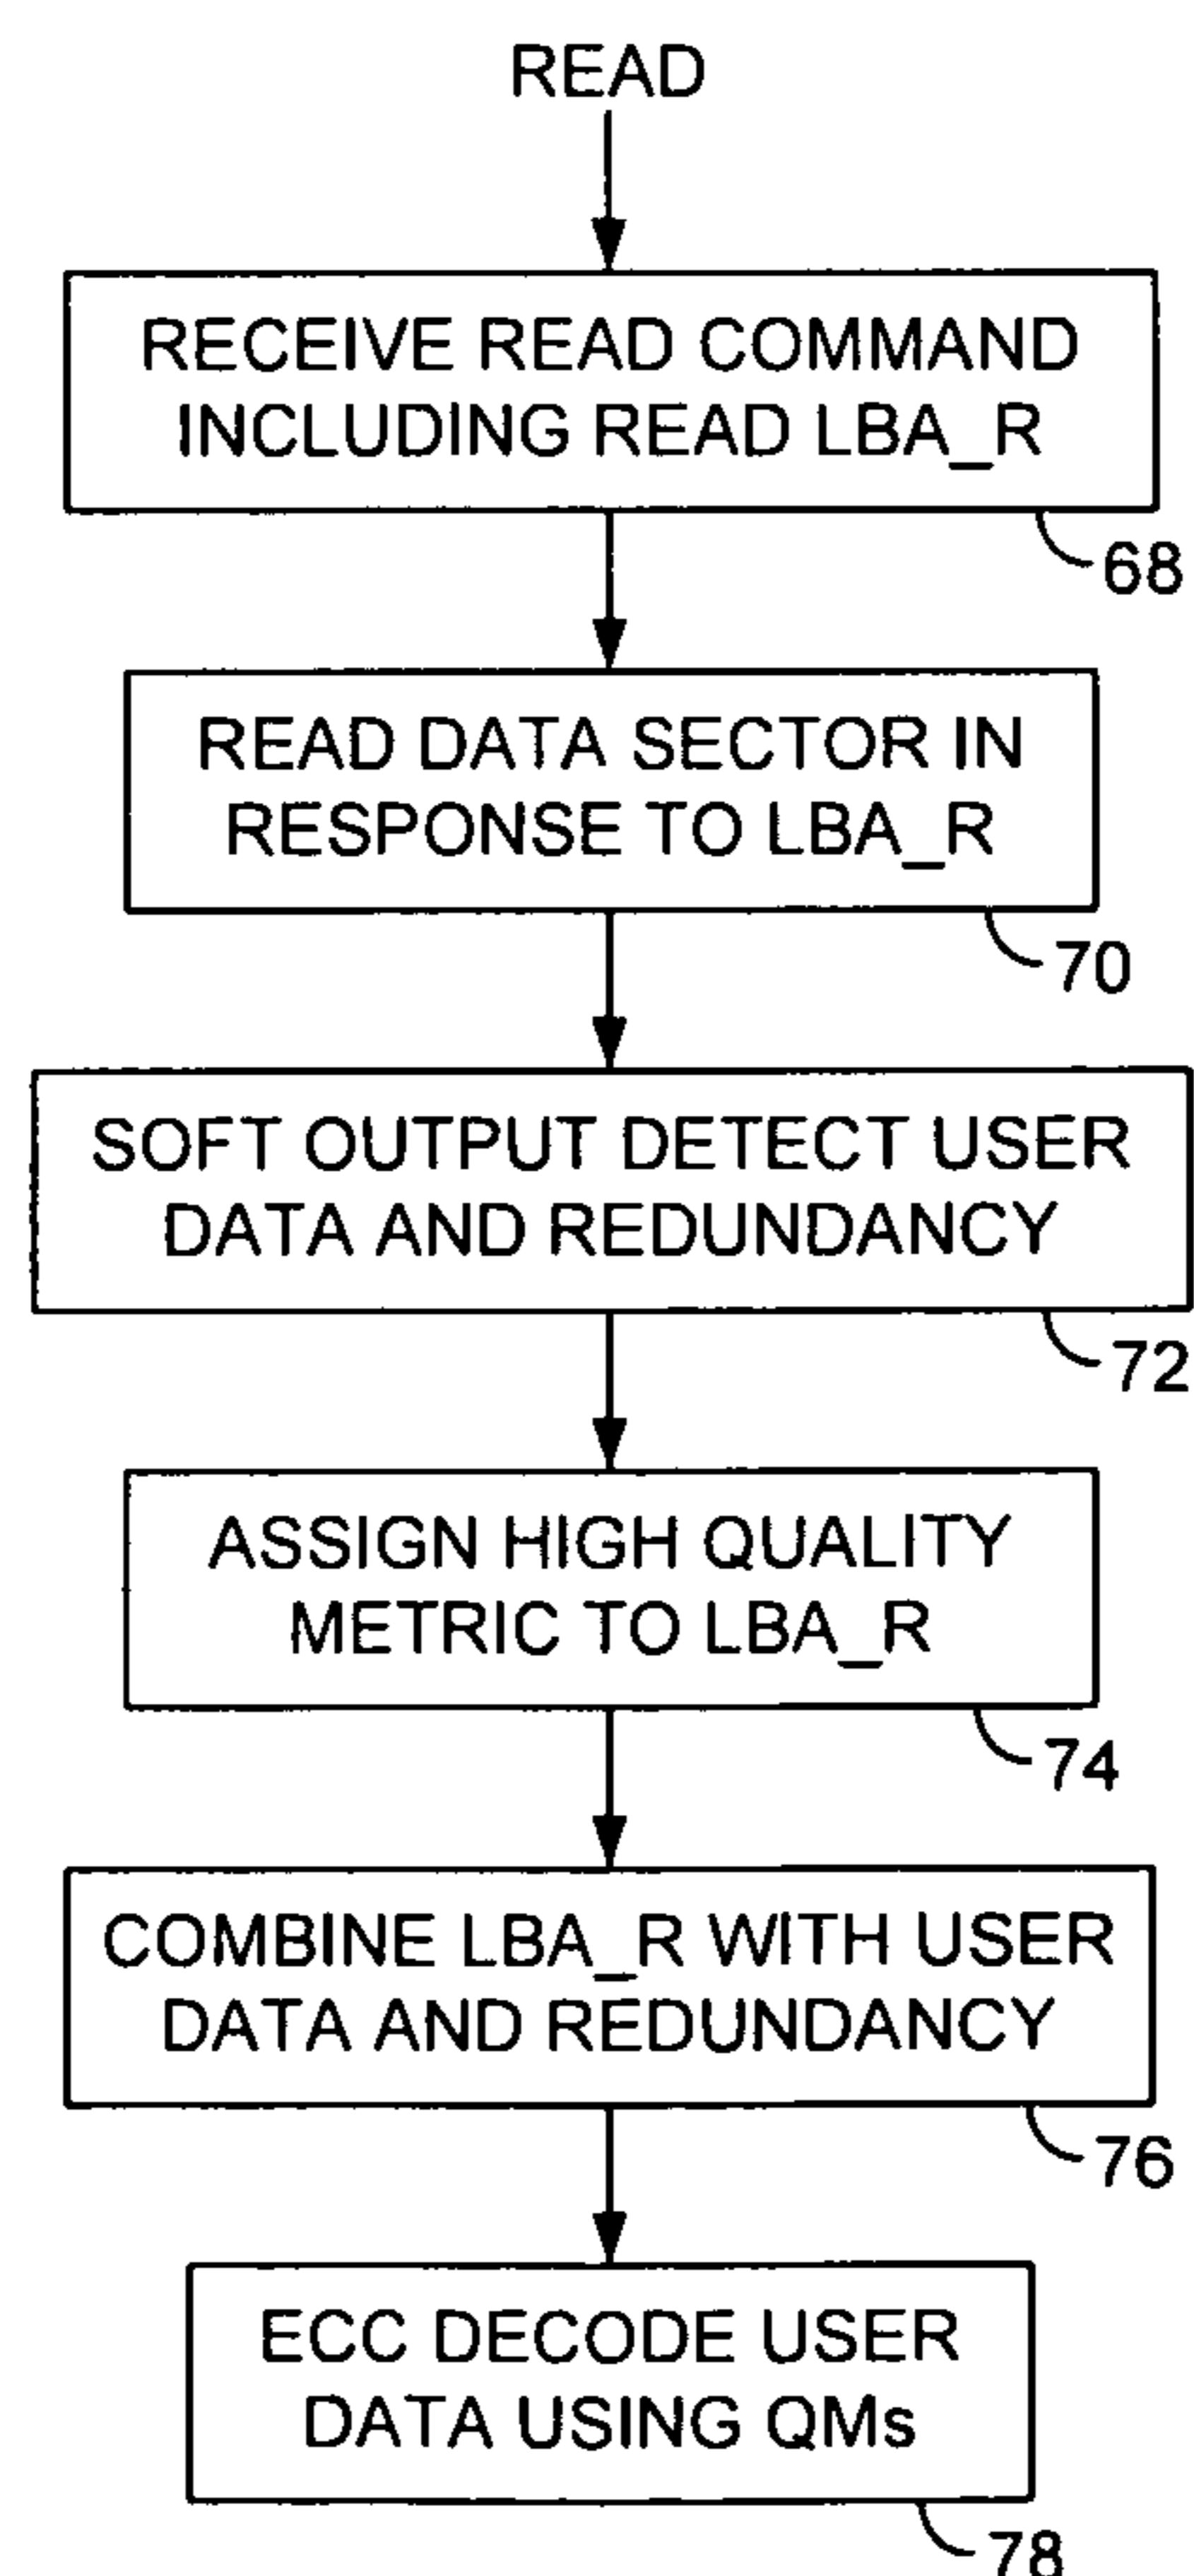 READ
RECEIVE READ COMMAND
INCLUDING READ LBA_R
68
READ DATA SECTOR IN
RESPONSE TO LBA_R
70
SOFT OUTPUT DETECT USER
DATA AND REDUNDANCY
72
ASSIGN HIGH QUALITY
METRIC TO LBA_R
74
COMBINE LBA_R WITH USER
DATA AND REDUNDANCY
76
ECC DECODE USER
DATA USING QMs
78